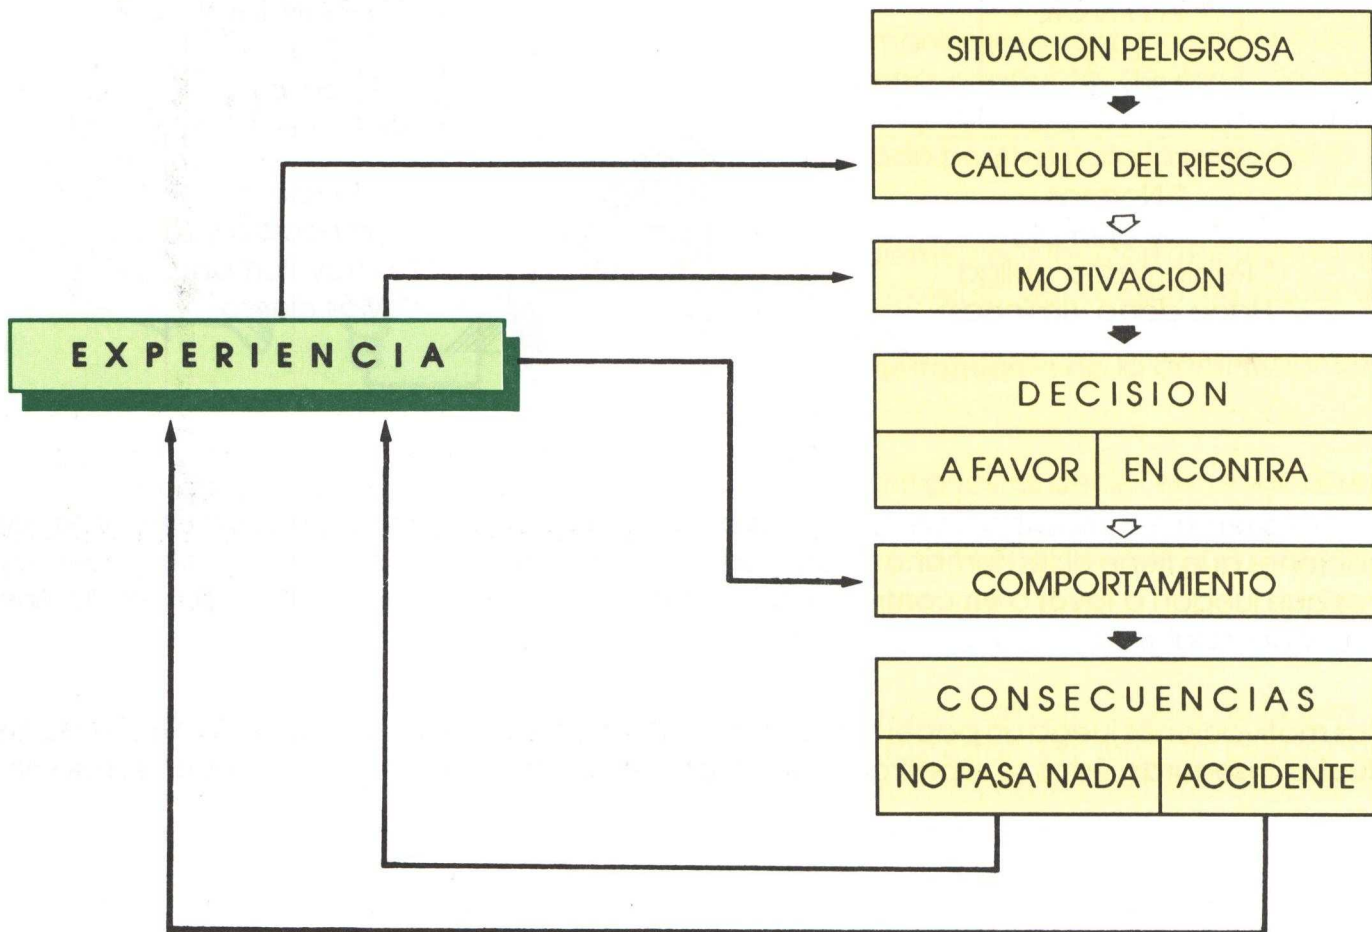 SITUACION PELIGROSA
CALCULO DEL RIESGO
MOTIVACION
EXPERIENCIA
DECISION
A FAVOR
EN CONTRA
COMPORTAMIENTO
CONSECUENCIAS
NO PASA NADA
ACCIDENTE